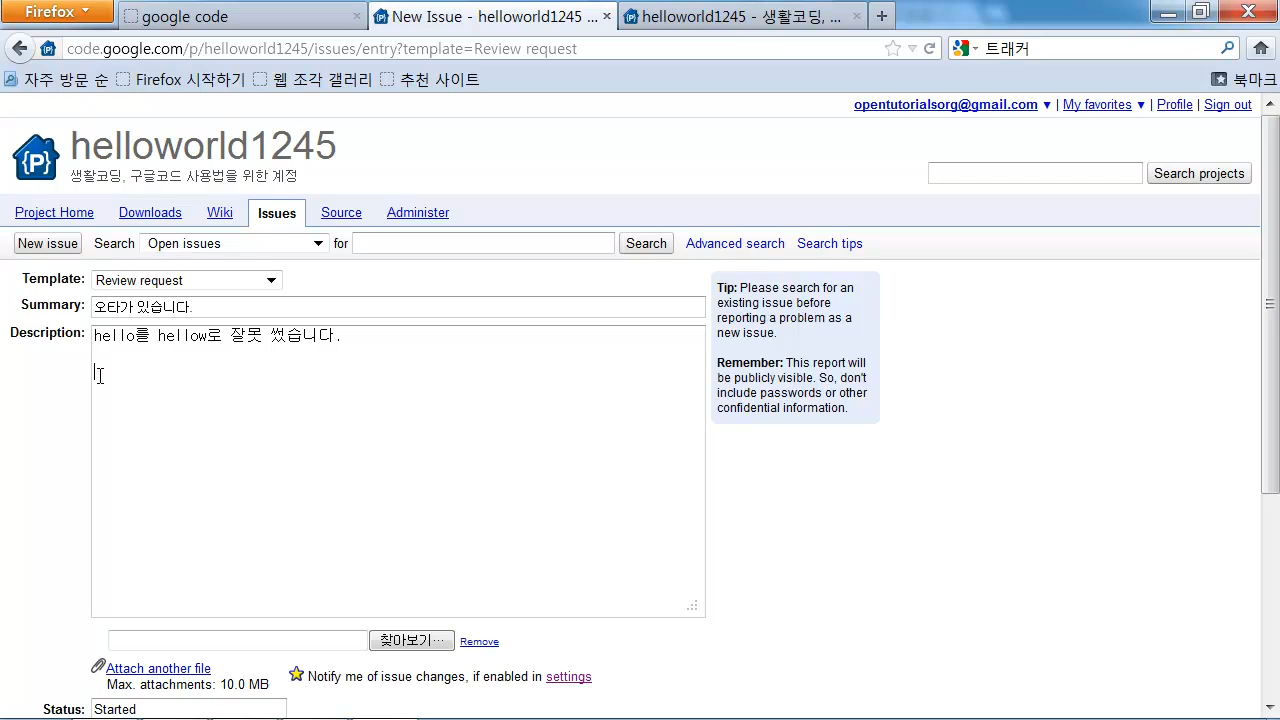 Firefox
google code
New Issue - helloworld1245 ...
helloworld1245 - 생활코딩, ...
code.google.com/p/helloworld1245/issues/entry?template=Review request
트래커
자주 방문 순 Firefox 시작하기 웹 조각 갤러리 추천 사이트 북마크
opentutorialsorg@gmail.com ▼ | My favorites ▼ | Profile | Sign out
helloworld1245
생활코딩, 구글코드 사용법을 위한 계정
Search projects
Project Home Downloads Wiki Issues Source Administer
New issue Search Open issues for Search Advanced search Search tips
Template: Review request
Summary: 오타가 있습니다.
Description: hello를 hellow로 잘못 썼습니다.
Tip: Please search for an
existing issue before
reporting a problem as a
new issue.
Remember: This report will
be publicly visible. So, don't
include passwords or other
confidential information.
찾아보기... Remove
Attach another file
Max. attachments: 10.0 MB
Notify me of issue changes, if enabled in settings
Status: Started